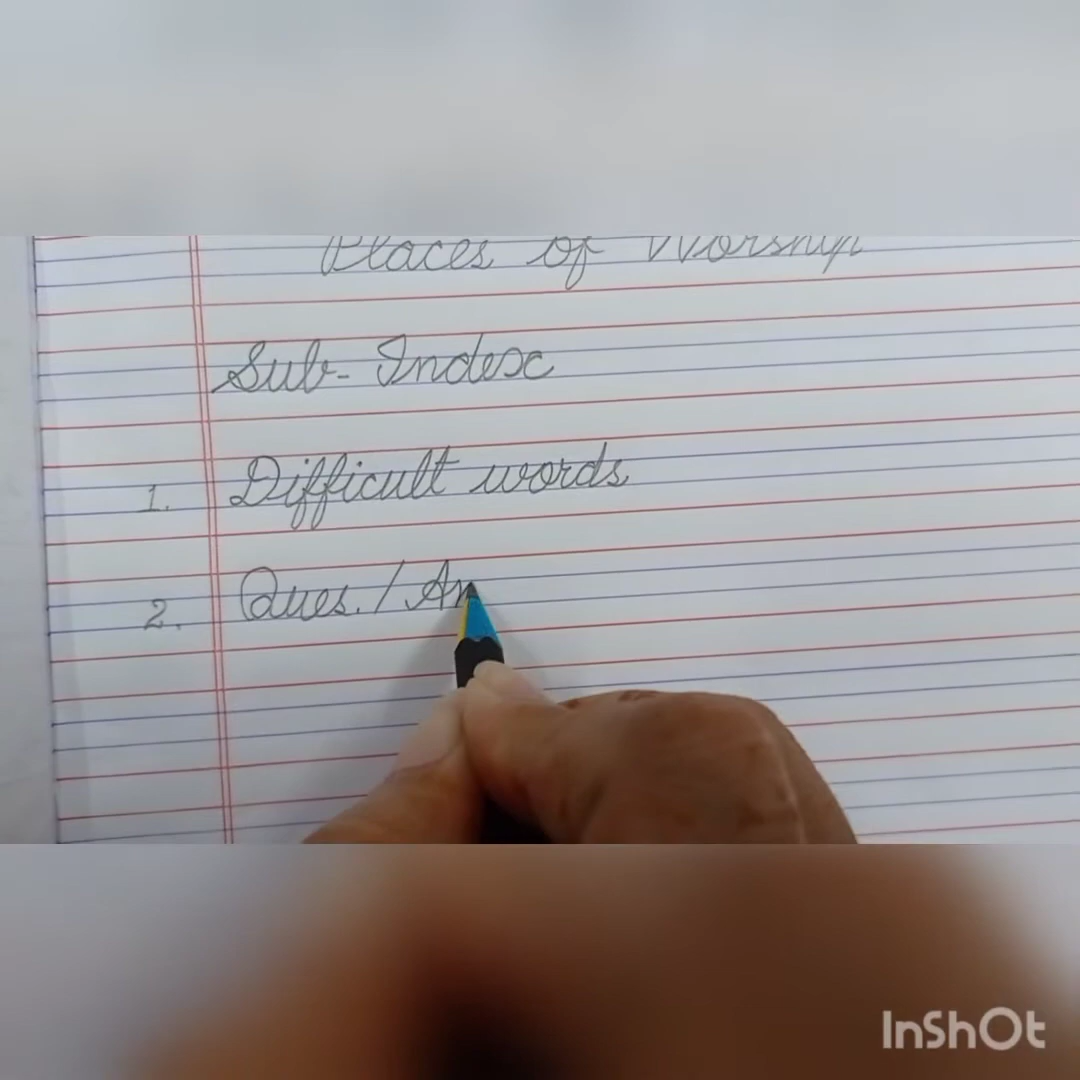 Places of Worship
Sub-Index
1. Difficult words
2. Ques./An
InShOt